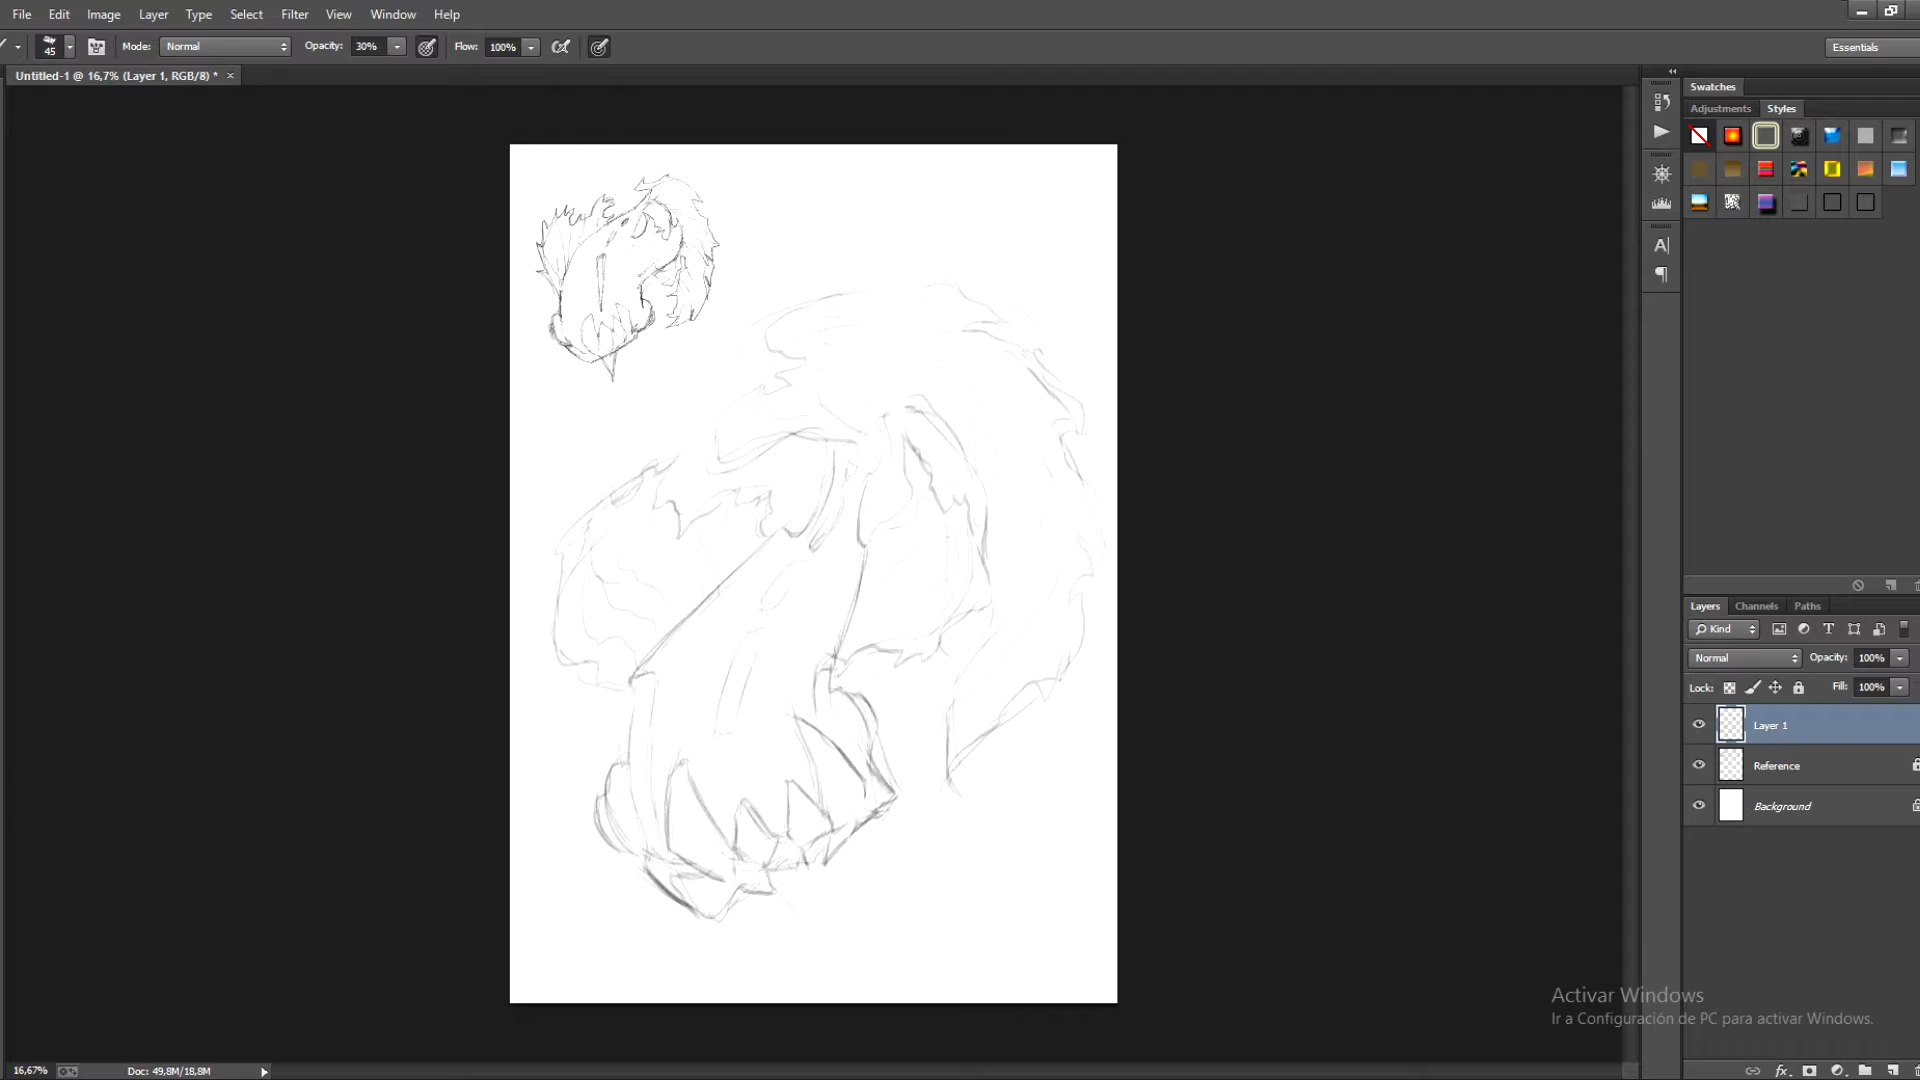 File Edit Image Layer Type Select Filter View Window Help
45 Mode: Normal Opacity: 30% Flow: 100% Essentials
Untitled-1 @ 16,7% (Layer 1, RGB/8) * ×
Swatches
Adjustments Styles
A|
¶
Layers Channels Paths
Kind T
Normal Opacity: 100%
Lock: Fill: 100%
Layer 1
Reference
Background
Activar Windows
Ir a Configuración de PC para activar Windows.
16,67% Doc: 49,8M/18,8M
fx